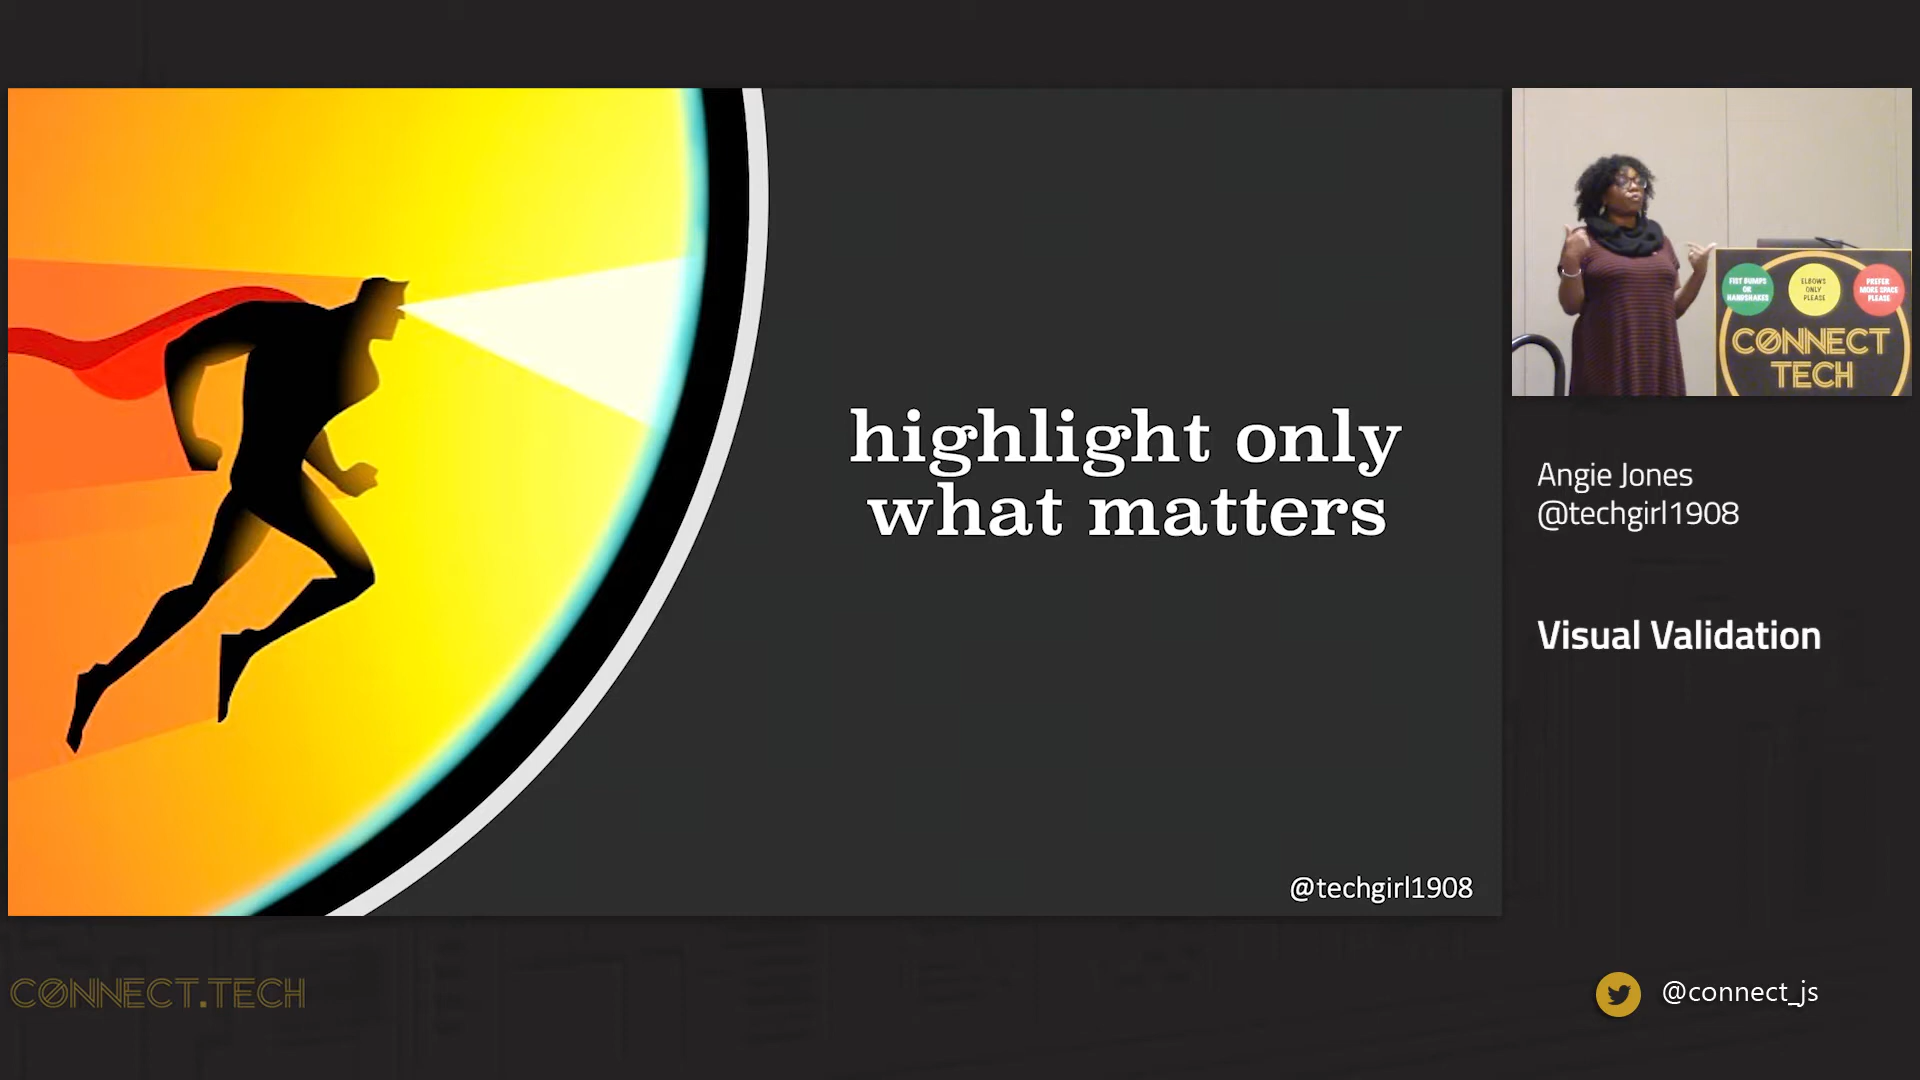 highlight only
what matters
@techgirl1908
FIST BUMPS
OR
HANDSHAKES
ELBOWS
ONLY
PLEASE
PREFER
MORE SPACE
PLEASE
CONNECT
TECH
Angie Jones
@techgirl1908
Visual Validation
CONNECT.TECH
@connect_js